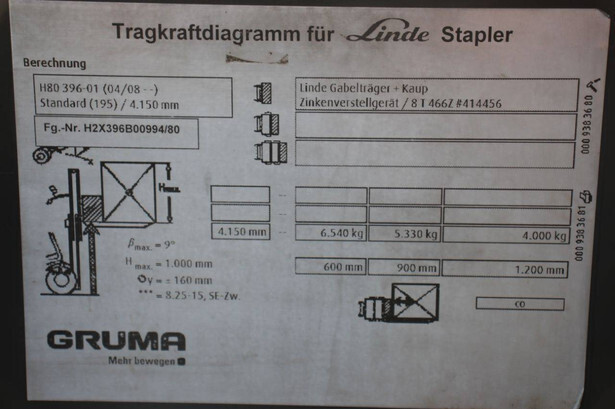 Tragkraftdiagramm für Linde Stapler
Berechnung
H80 396-01 (04/08 --)
Standard (195) / 4.150 mm
Linde Gabelträger + Kaup
Zinkenverstellgerät / 8 T 466Z #414456
Fg.-Nr. H2X396B00994/80
000 938 36 80
Hmax.
4.150 mm -- 6.540 kg 5.330 kg 4.000 kg
000 938 36 81
βmax. = 9°
Hmax. = 1.000 mm
600 mm 900 mm 1.200 mm
y = ± 160 mm
*** = 8.25-15, SE-Zw.
co
GRUMA
Mehr bewegen